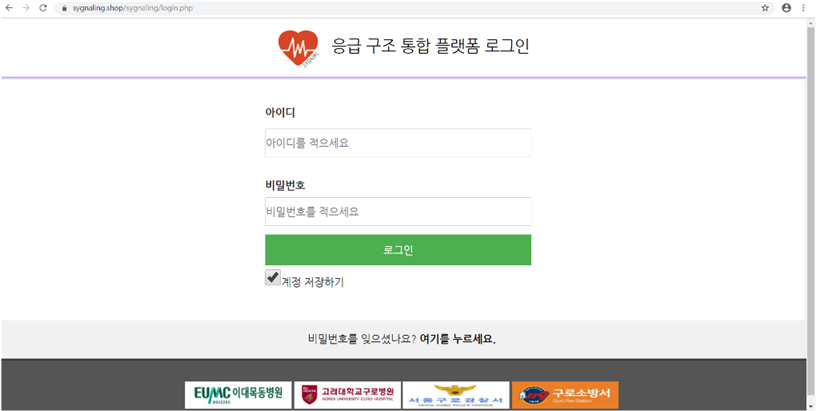 sygnaling.shop/sygnaling/login.php
응급 구조 통합 플랫폼 로그인
아이디
아이디를 적으세요
비밀번호
비밀번호를 적으세요
로그인
계정 저장하기
비밀번호를 잊으셨나요? 여기를 누르세요.
EUMC 이대목동병원
MOKDONG
고려대학교구로병원
KOREA UNIVERSITY GURO HOSPITAL
서울구로경찰서
구로소방서
Guro Fire Station